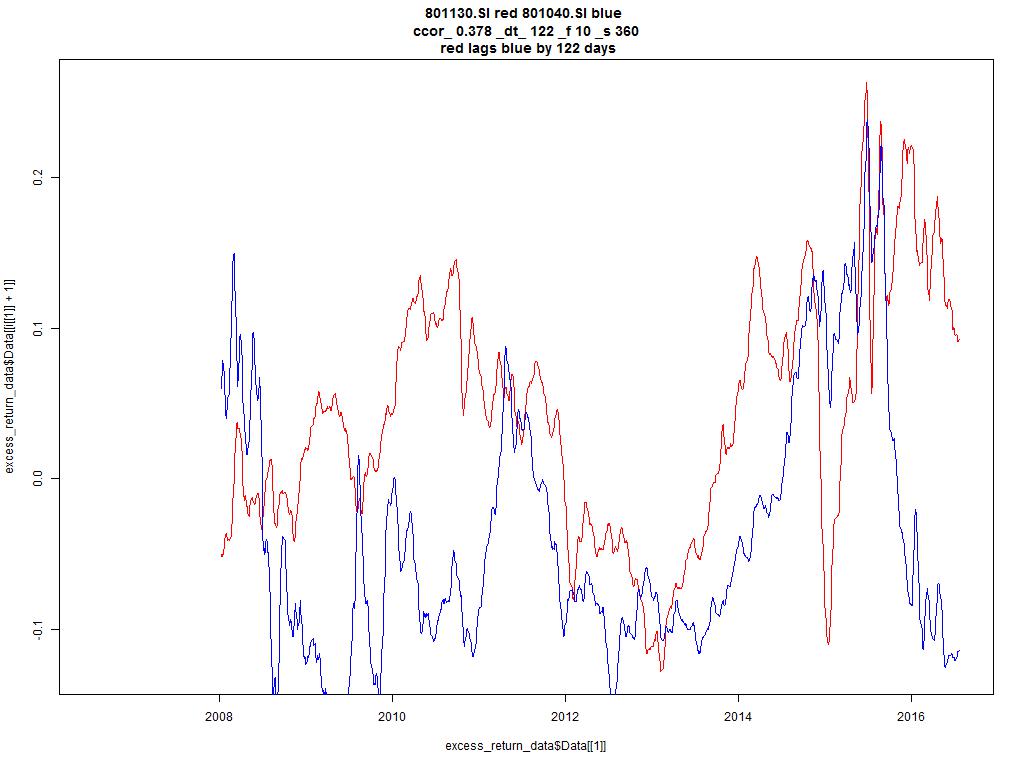 801130.SI red 801040.SI blue
ccor_ 0.378 _dt_ 122 _f 10 _s 360
red lags blue by 122 days
excess_return_data$Data[[i[1]] + 1]]
0.2
0.1
0.0
-0.1
2008 2010 2012 2014 2016
excess_return_data$Data[[1]]